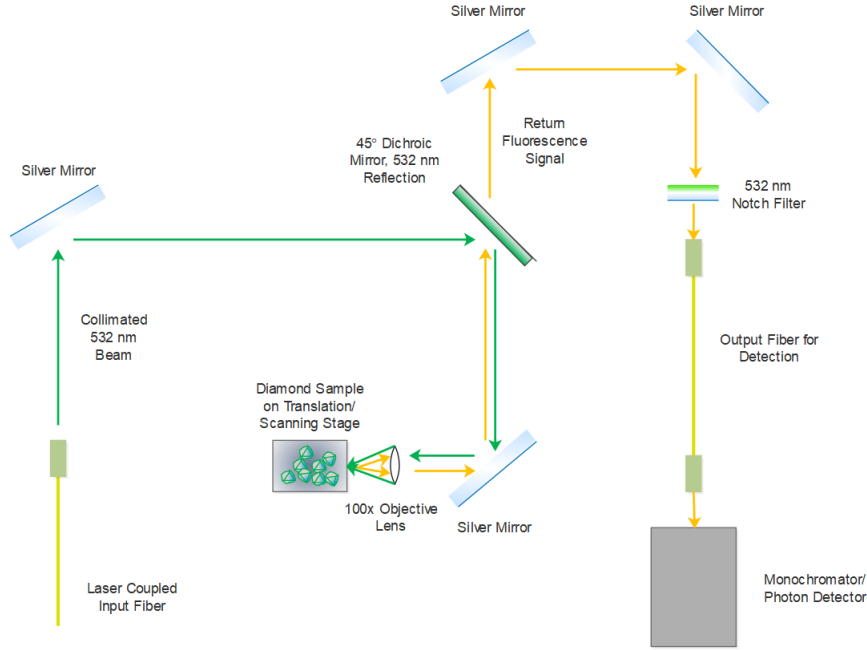 Silver Mirror
Silver Mirror
45° Dichroic
Mirror, 532 nm
Reflection
Return
Fluorescence
Signal
Silver Mirror
532 nm
Notch Filter
Collimated
532 nm
Beam
Output Fiber for
Detection
Diamond Sample
on Translation/
Scanning Stage
100x Objective
Lens
Silver Mirror
Laser Coupled
Input Fiber
Monochromator/
Photon Detector